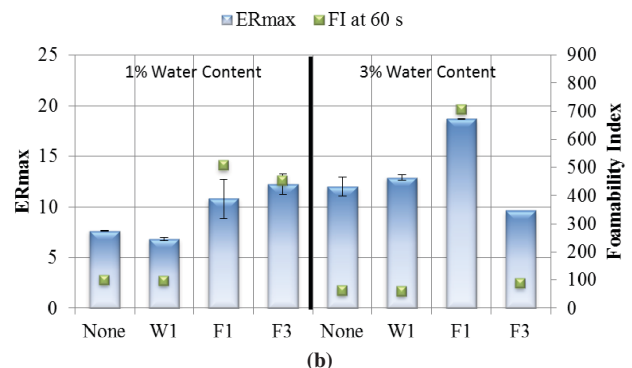 ERmax FI at 60 s
1% Water Content 3% Water Content
ERmax
25
20
15
10
5
0
Foamability Index
900
800
700
600
500
400
300
200
100
0
None W1 F1 F3 None W1 F1 F3
(b)